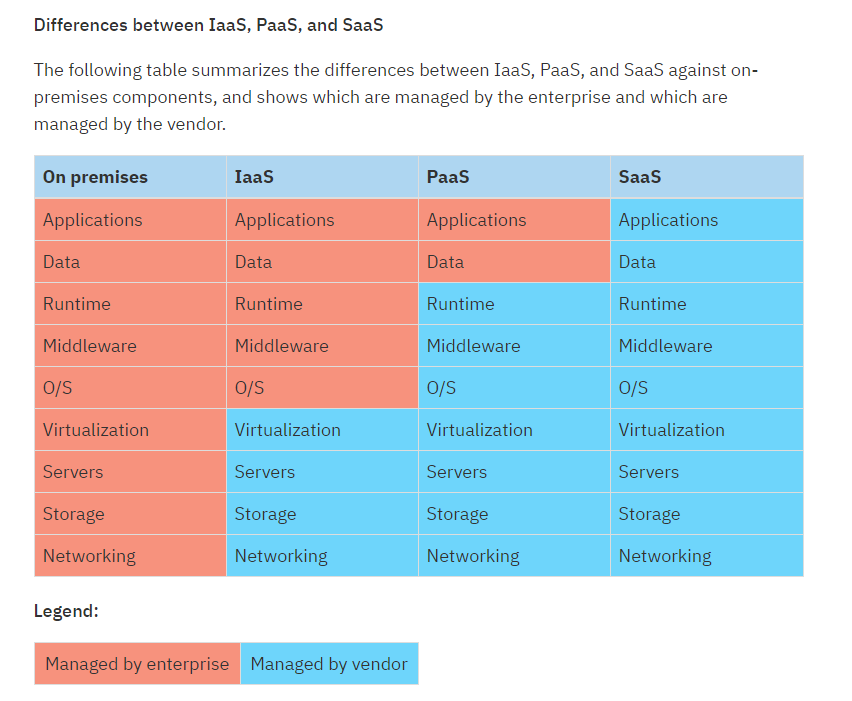 Differences between IaaS, PaaS, and SaaS
The following table summarizes the differences between IaaS, PaaS, and SaaS against on-
premises components, and shows which are managed by the enterprise and which are
managed by the vendor.
On premises IaaS PaaS SaaS
Applications Applications Applications Applications
Data Data Data Data
Runtime Runtime Runtime Runtime
Middleware Middleware Middleware Middleware
O/S O/S O/S O/S
Virtualization Virtualization Virtualization Virtualization
Servers Servers Servers Servers
Storage Storage Storage Storage
Networking Networking Networking Networking
Legend:
Managed by enterprise Managed by vendor